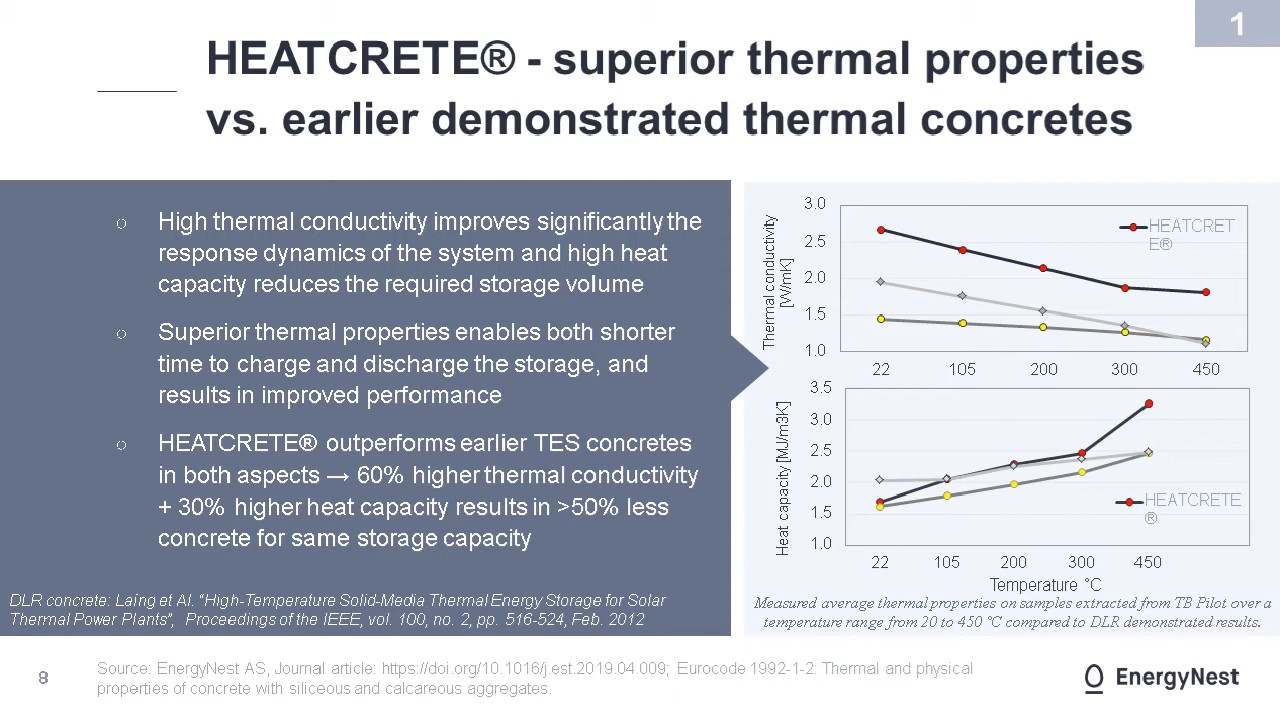 1
HEATCRETE® - superior thermal properties
vs. earlier demonstrated thermal concretes
○ High thermal conductivity improves significantly the
response dynamics of the system and high heat
capacity reduces the required storage volume
○ Superior thermal properties enables both shorter
time to charge and discharge the storage, and
results in improved performance
○ HEATCRETE® outperforms earlier TES concretes
in both aspects → 60% higher thermal conductivity
+ 30% higher heat capacity results in >50% less
concrete for same storage capacity
DLR concrete: Laing et Al. “High-Temperature Solid-Media Thermal Energy Storage for Solar
Thermal Power Plants”, Proceedings of the IEEE, vol. 100, no. 2, pp. 516-524, Feb. 2012
Thermal conductivity
[W/mK]
3.0
2.5
2.0
1.5
1.0
HEATCRET
E®
22 105 200 300 450
Heat capacity [MJ/m3K]
3.5
3.0
2.5
2.0
1.5
1.0
HEATCRETE
®
22 105 200 300 450
Temperature °C
Measured average thermal properties on samples extracted from TB Pilot over a
temperature range from 20 to 450 °C compared to DLR demonstrated results.
8
Source: EnergyNest AS, Journal article: https://doi.org/10.1016/j.est.2019.04.009; Eurocode 1992-1-2: Thermal and physical
properties of concrete with siliceous and calcareous aggregates.
EnergyNest